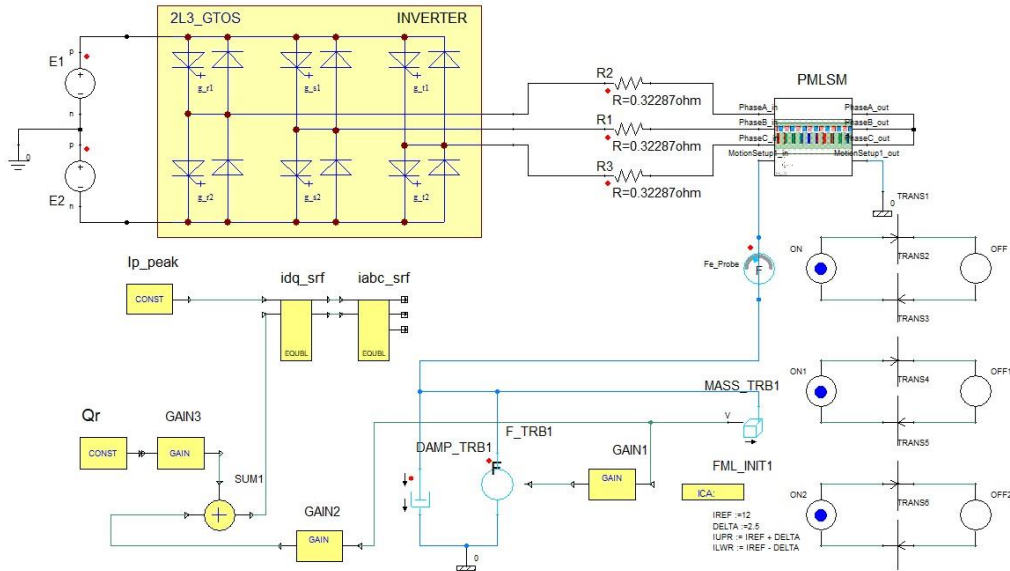 2L3_GTOS INVERTER
E1
p
n
p
E2
n
0
g_r1
g_s1
g_t1
g_r2
g_s2
g_t2
R2
R=0.32287ohm
R1
R=0.32287ohm
R3
R=0.32287ohm
PMLSM
PhaseA_in PhaseA_out
PhaseB_in PhaseB_out
PhaseC_in PhaseC_out
MotionSetup1_in MotionSetup1_out
0
Fe_Probe
F
TRANS1
ON OFF
TRANS2
TRANS3
ON1 OFF1
TRANS4
TRANS5
ON2 OFF2
TRANS6
Ip_peak
CONST
idq_srf
EQUBL
iabc_srf
EQUBL
Qr
CONST
GAIN3
GAIN
SUM1
GAIN2
GAIN
DAMP_TRB1
F_TRB1
F
0
GAIN1
GAIN
MASS_TRB1
V
FML_INIT1
ICA:
IREF :=12
DELTA :=2.5
IUPR := IREF + DELTA
ILWR := IREF - DELTA